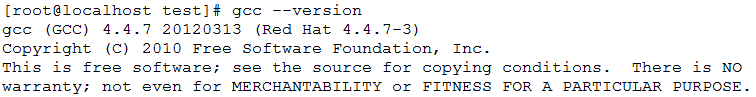 [root@localhost test]# gcc --version
gcc (GCC) 4.4.7 20120313 (Red Hat 4.4.7-3)
Copyright (C) 2010 Free Software Foundation, Inc.
This is free software; see the source for copying conditions.  There is NO
warranty; not even for MERCHANTABILITY or FITNESS FOR A PARTICULAR PURPOSE.